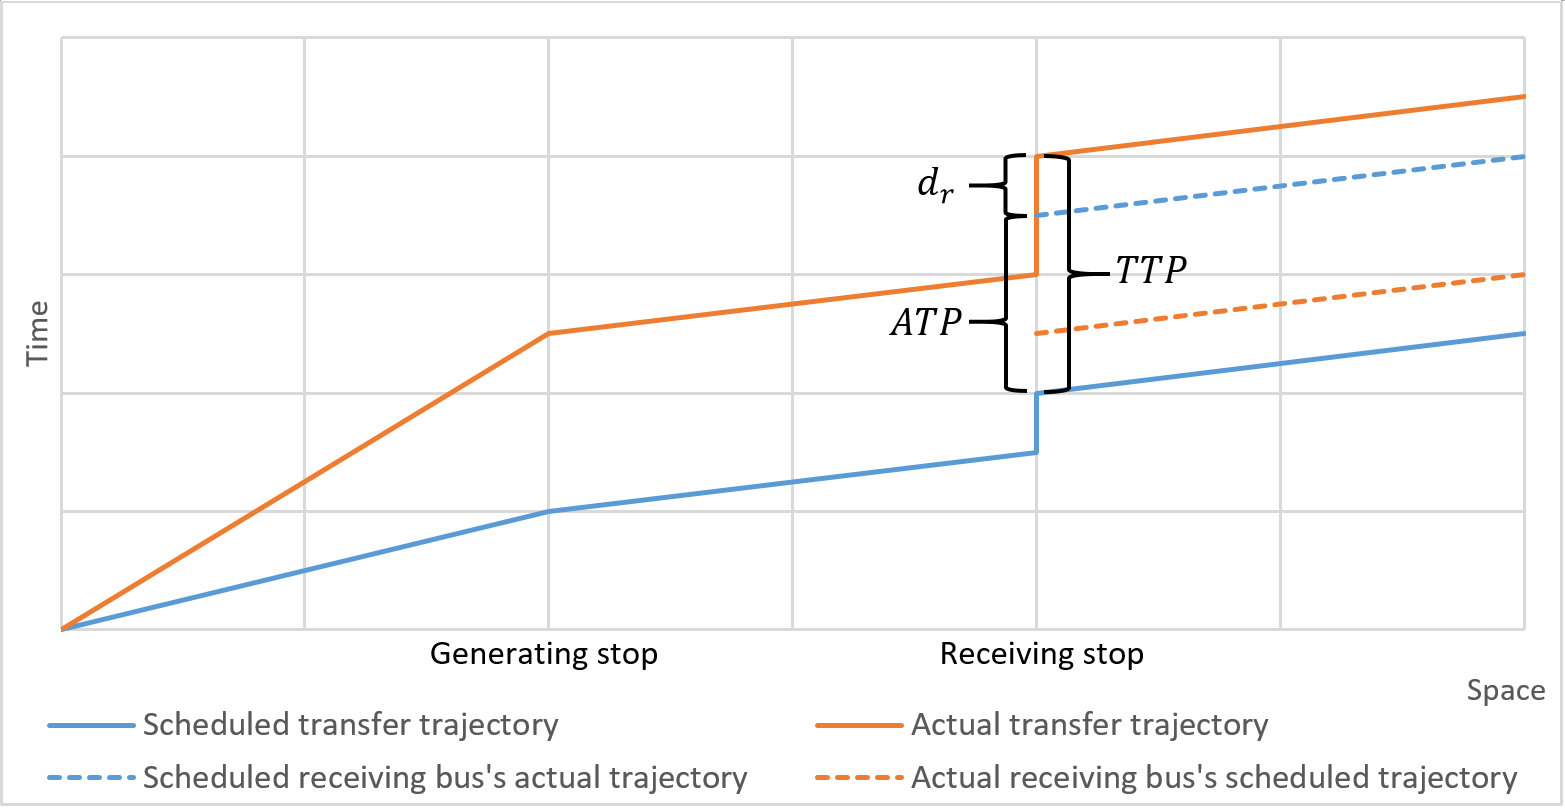 d_r
TTP
ATP
Time
Generating stop
Receiving stop
Space
Scheduled transfer trajectory
Actual transfer trajectory
Scheduled receiving bus's actual trajectory
Actual receiving bus's scheduled trajectory